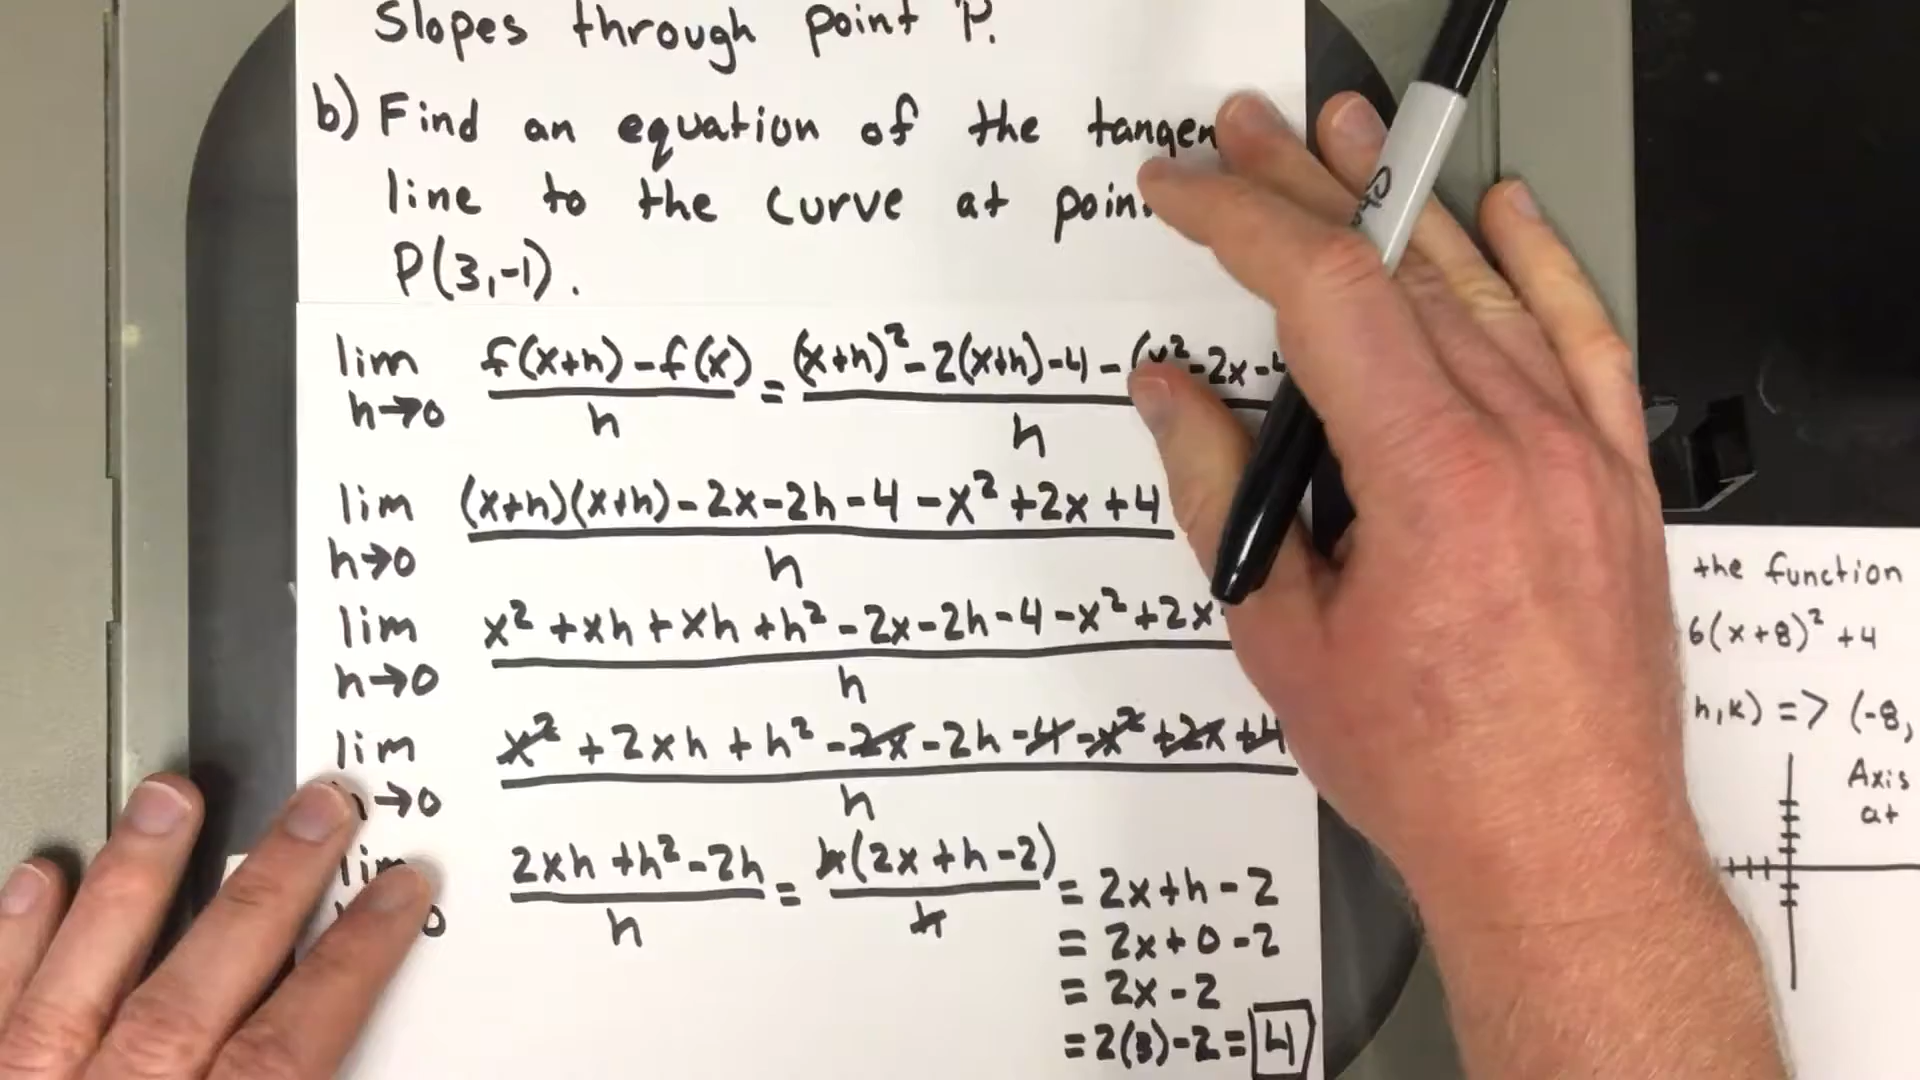 Slopes through point P.
b) Find an equation of the tangen
line to the curve at poin
P(3,-1).
lim h→0 f(x+h)-f(x) / h = (x+h)² - 2(x+h)-4 - (x²-2x-4 / h
lim h→0 (x+h)(x+h)-2x-2h-4-x²+2x+4 / h
lim h→0 x²+xh+xh+h²-2x-2h-4-x²+2x / h
lim →0 x²+2xh+h²-2x-2h-4-x²+2x+4 / h
lim 0 2xh+h²-2h / h = h(2x+h-2) / h = 2x+h-2
= 2x+0-2
= 2x-2
= 2(3)-2= 4
the function
6(x+8)²+4
h,k) => (-8,
Axis
at